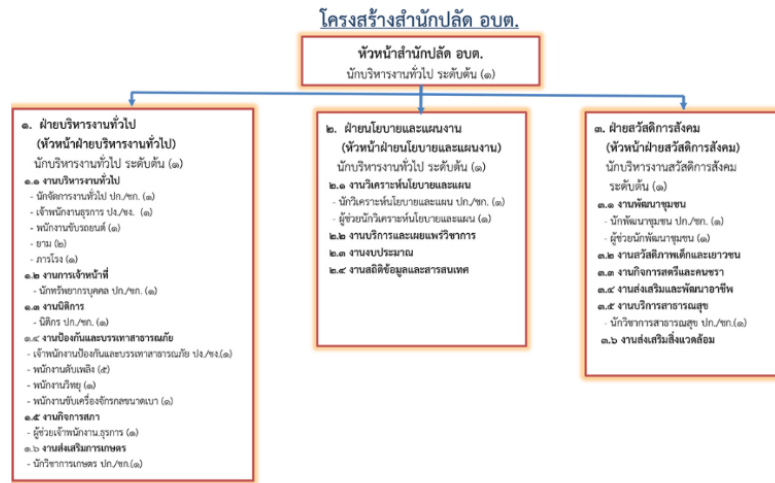 โครงสร้างสำนักปลัด อบต.
หัวหน้าสำนักปลัด อบต.
นักบริหารงานทั่วไป ระดับต้น (๑)
๑. ฝ่ายบริหารงานทั่วไป
(หัวหน้าฝ่ายบริหารงานทั่วไป)
นักบริหารงานทั่วไป ระดับต้น (๑)
๑.๑ งานบริหารงานทั่วไป
- นักจัดการงานทั่วไป ปก./ชก. (๑)
- เจ้าพนักงานธุรการ ปง./ชง. (๑)
- พนักงานขับรถยนต์ (๑)
- ยาม (๒)
- ภารโรง (๑)
๑.๒ งานการเจ้าหน้าที่
- นักทรัพยากรบุคคล ปก./ชก. (๑)
๑.๓ งานนิติการ
- นิติกร ปก./ชก. (๑)
๑.๔ งานป้องกันและบรรเทาสาธารณภัย
- เจ้าพนักงานป้องกันและบรรเทาสาธารณภัย ปง./ชง.(๑)
- พนักงานดับเพลิง (๕)
- พนักงานวิทยุ (๑)
- พนักงานขับเครื่องจักรกลขนาดเบา (๑)
๑.๕ งานกิจการสภา
- ผู้ช่วยเจ้าพนักงาน.ธุรการ (๑)
๑.๖ งานส่งเสริมการเกษตร
- นักวิชาการเกษตร ปก./ชก.(๑)
๒. ฝ่ายนโยบายและแผนงาน
(หัวหน้าฝ่ายนโยบายและแผนงาน)
นักบริหารงานทั่วไป ระดับต้น (๑)
๒.๑ งานวิเคราะห์นโยบายและแผน
- นักวิเคราะห์นโยบายและแผน ปก./ชก. (๑)
- ผู้ช่วยนักวิเคราะห์นโยบายและแผน (๑)
๒.๒ งานบริการและเผยแพร่วิชาการ
๒.๓ งานงบประมาณ
๒.๔ งานสถิติข้อมูลและสารสนเทศ
๓. ฝ่ายสวัสดิการสังคม
(หัวหน้าฝ่ายสวัสดิการสังคม)
นักบริหารงานสวัสดิการสังคม
ระดับต้น (๑)
๓.๑ งานพัฒนาชุมชน
- นักพัฒนาชุมชน ปก./ชก. (๑)
- ผู้ช่วยนักพัฒนาชุมชน (๑)
๓.๒ งานสวัสดิภาพเด็กและเยาวชน
๓.๓ งานกิจการสตรีและคนชรา
๓.๔ งานส่งเสริมและพัฒนาอาชีพ
๓.๕ งานบริการสาธารณสุข
- นักวิชาการสาธารณสุข ปก./ชก.(๑)
๓.๖ งานส่งเสริมสิ่งแวดล้อม